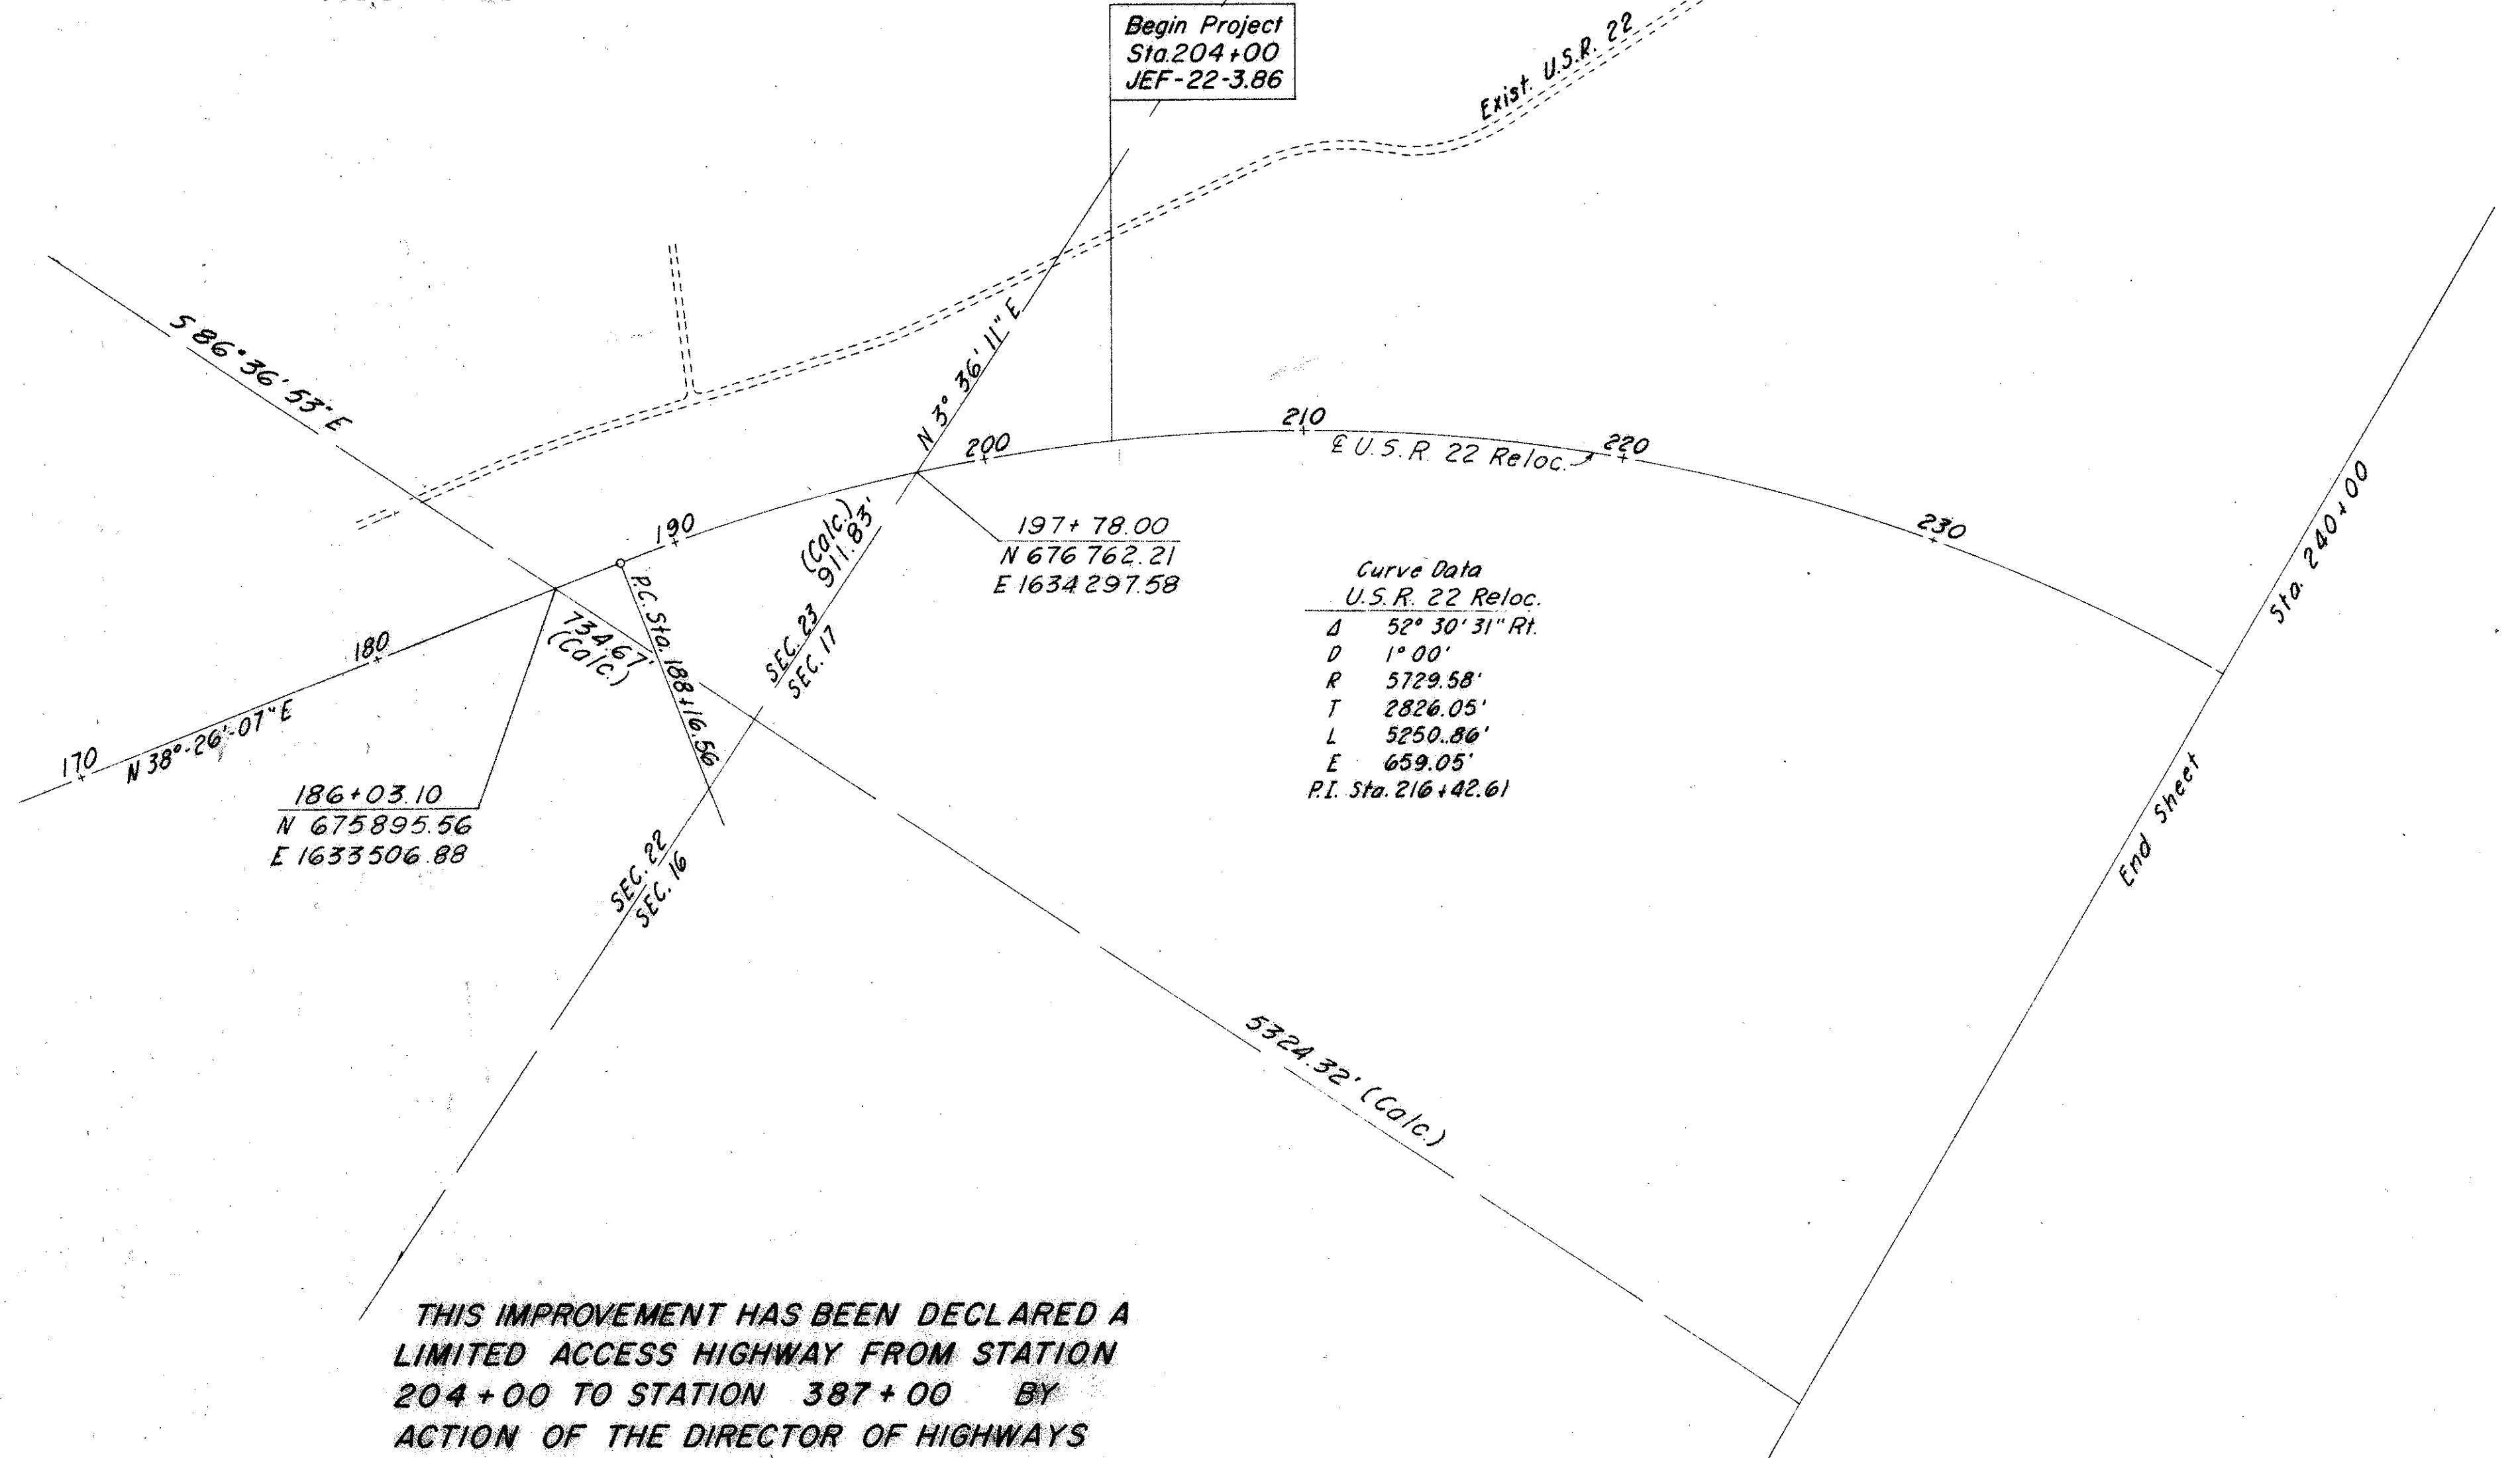 Begin Project
Sta.204+00
JEF-22-3.86
Exist. U.S.R. 22
S 86° 36' 53" E
N 3° 36' 11" E
210
200
220
℄ U.S.R. 22 Reloc.
190
(Calc.)
911.83'
197+ 78.00
N 676 762.21
E 1634297.58
230
Sta. 240+00
Curve Data
U.S.R. 22 Reloc.
Δ 52° 30' 31" Rt.
D 1° 00'
R 5729.58'
T 2826.05'
L 5250.86'
E 659.05'
P.I. Sta. 216+42.61
734.67'
(Calc.)
P.C. Sta. 188+16.56
SEC. 23
SEC. 17
180
170
N 38°-26'-07" E
186+03.10
N 675895.56
E 1633506.88
SEC. 22
SEC. 16
End Sheet
5324.32' (Calc.)
THIS IMPROVEMENT HAS BEEN DECLARED A
LIMITED ACCESS HIGHWAY FROM STATION
204+00 TO STATION 387+00 BY
ACTION OF THE DIRECTOR OF HIGHWAYS